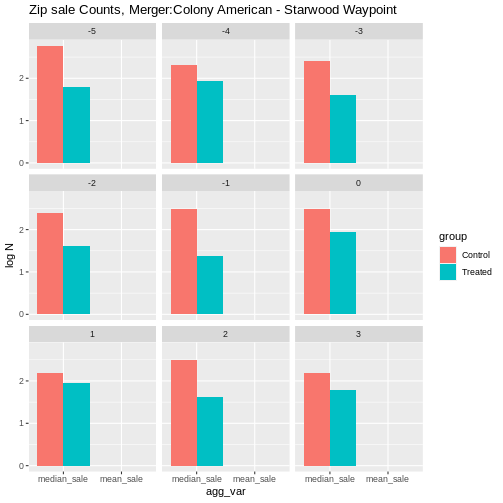 Zip sale Counts, Merger:Colony American - Starwood Waypoint
-5 -4 -3
2
1
0
-2 -1 0
2
1
0
1 2 3
2
1
0
log N
median_sale mean_sale median_sale mean_sale median_sale mean_sale
agg_var
group
Control
Treated